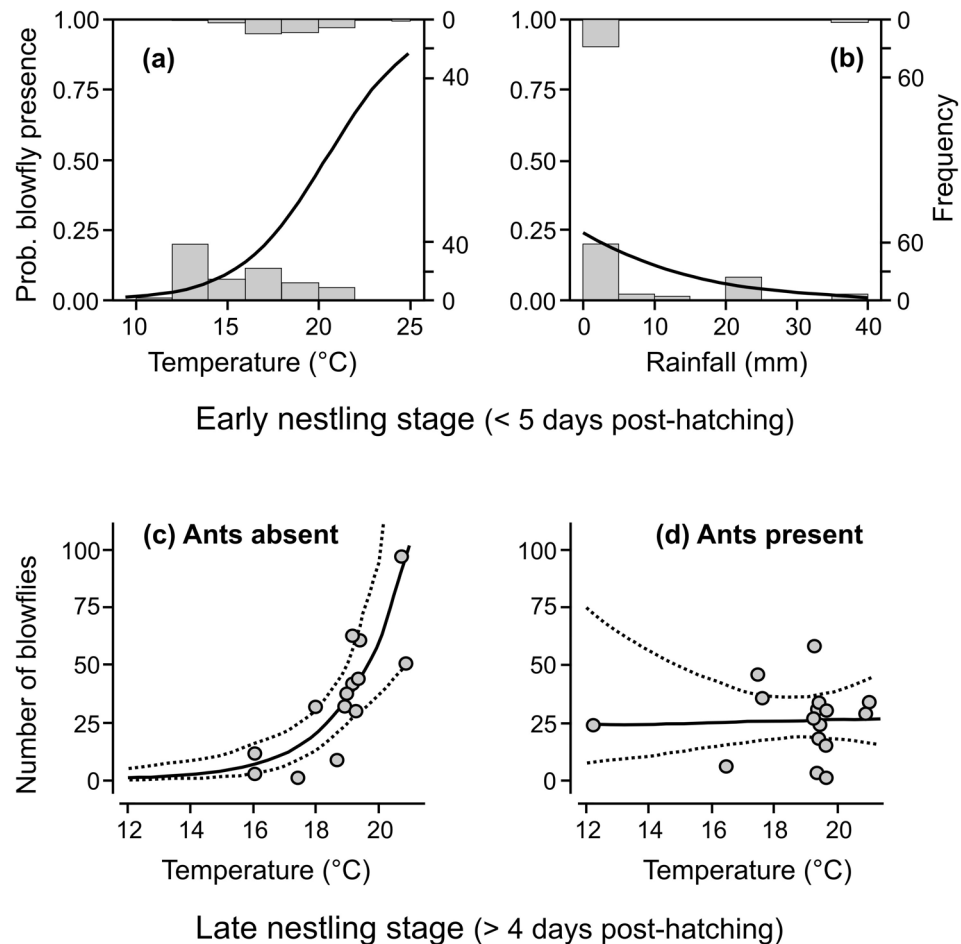 (a)
1.00
0.75
0.50
0.25
0.00
Prob. blowfly presence
0
40
40
0
10 15 20 25
Temperature (°C)
(b)
1.00
0.75
0.50
0.25
0.00
0
60
60
0
Frequency
0 10 20 30 40
Rainfall (mm)
Early nestling stage (< 5 days post-hatching)
(c) Ants absent
100
75
50
25
0
Number of blowflies
12 14 16 18 20
Temperature (°C)
(d) Ants present
100
75
50
25
0
12 14 16 18 20
Temperature (°C)
Late nestling stage (> 4 days post-hatching)